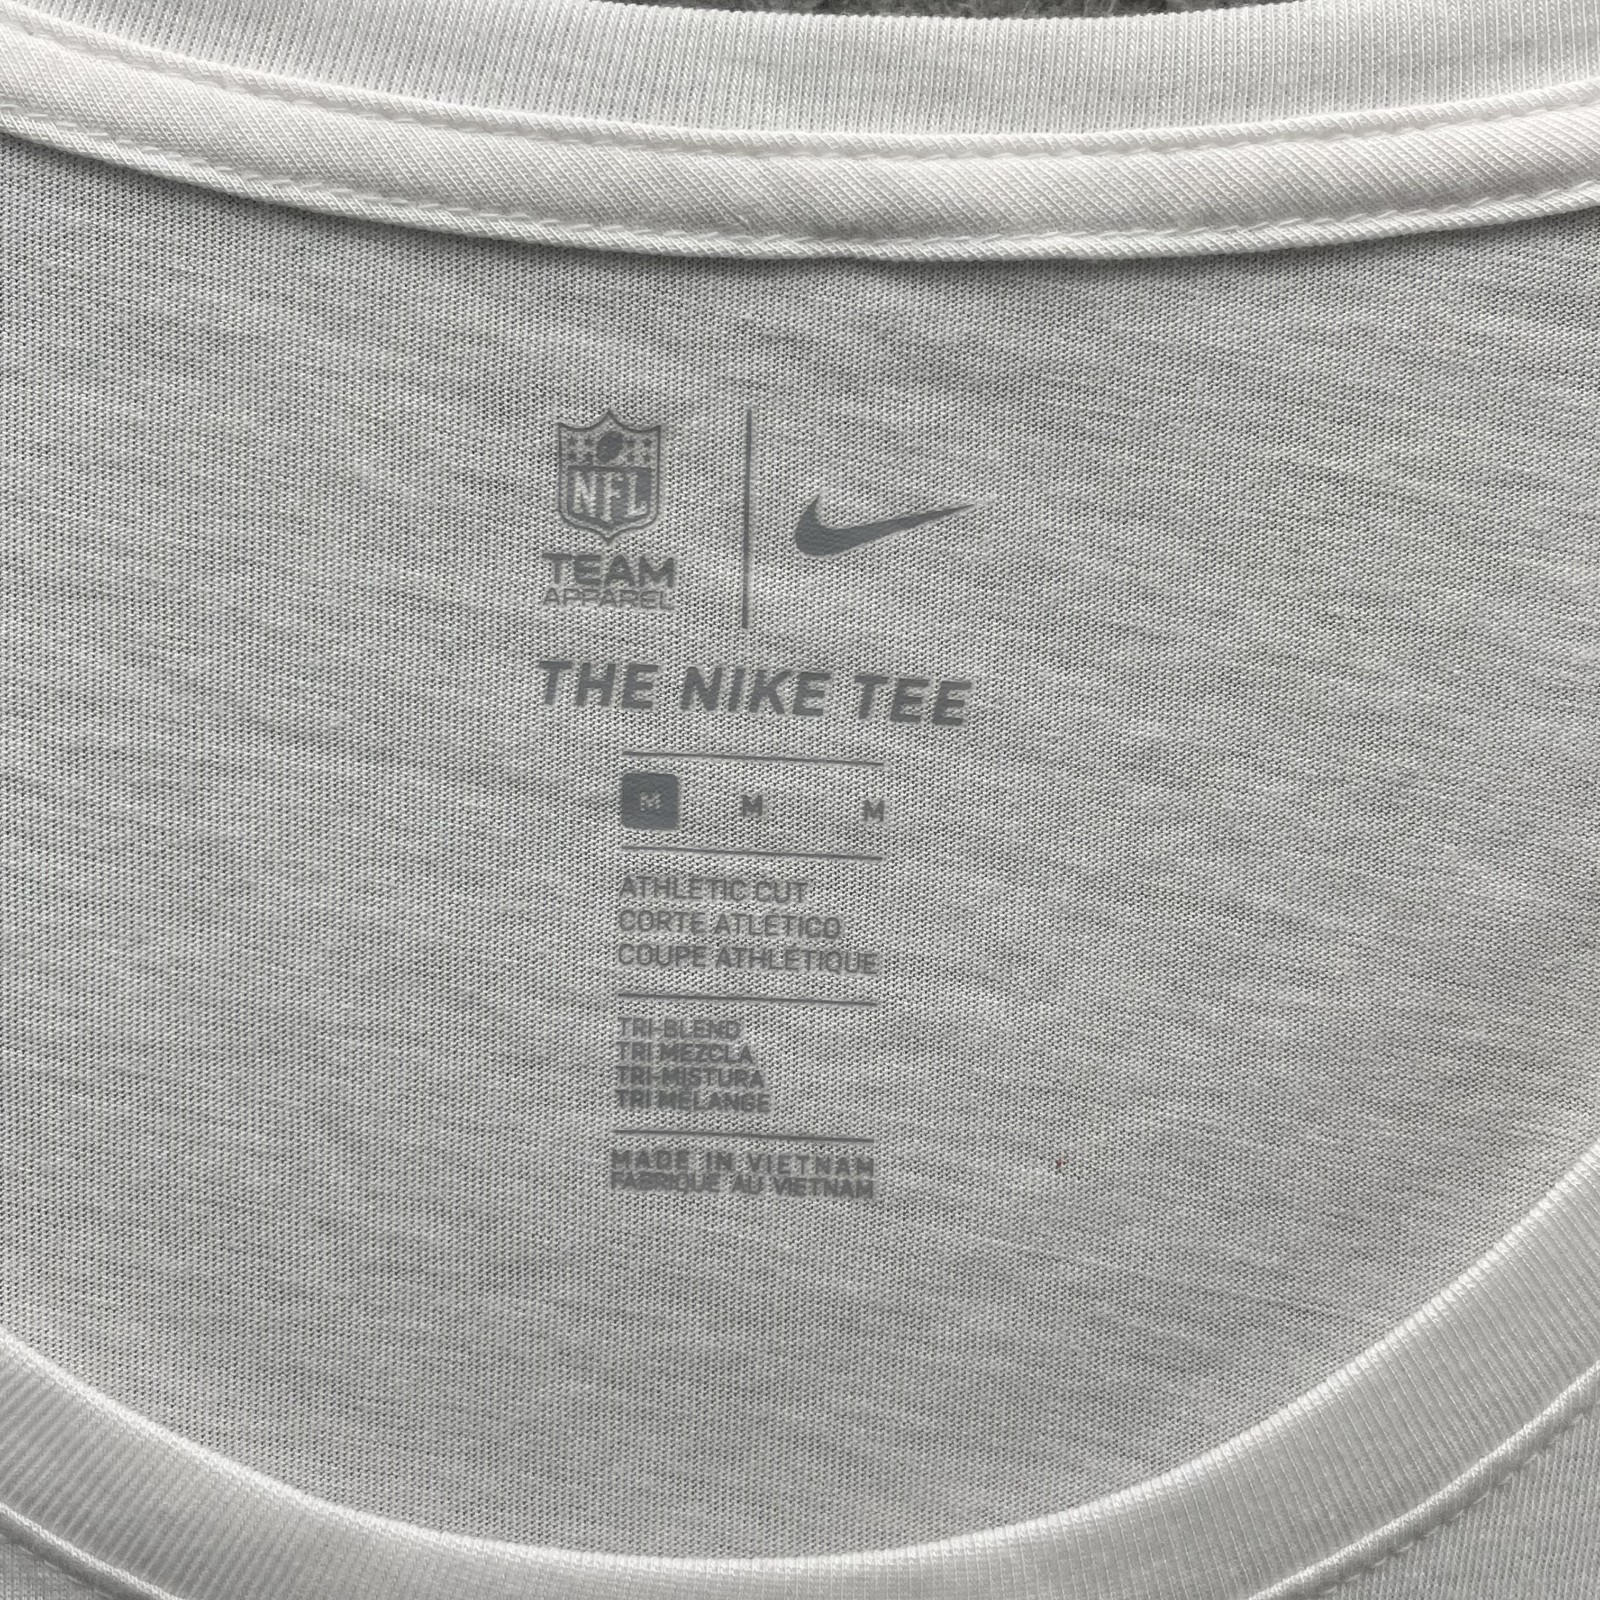 NFL
TEAM
APPAREL
THE NIKE TEE
M M M
ATHLETIC CUT
CORTE ATLÉTICO
COUPE ATHLÉTIQUE
TRI-BLEND
TRI MEZCLA
TRI-MISTURA
TRI MÉLANGE
MADE IN VIETNAM
FABRIQUÉ AU VIETNAM